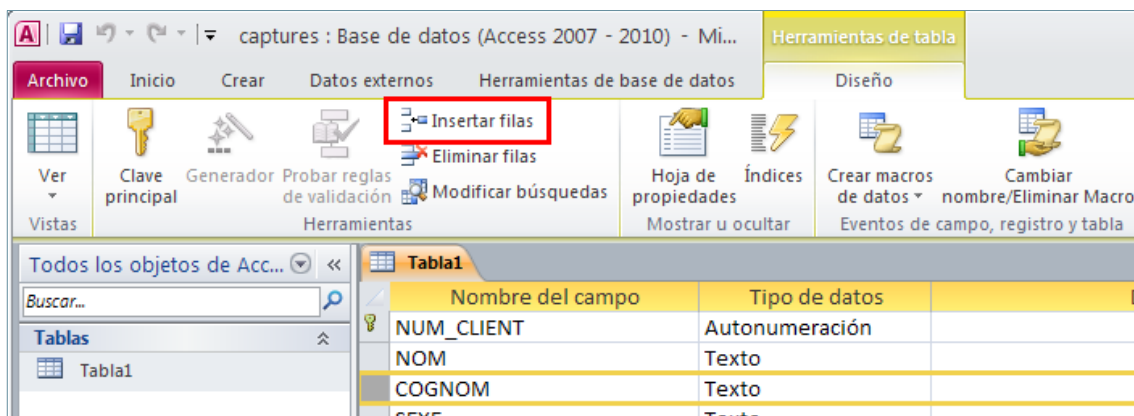 captures : Base de datos (Access 2007 - 2010) - Mi...
Herramientas de tabla
Archivo Inicio Crear Datos externos Herramientas de base de datos Diseño
Insertar filas
Eliminar filas
Modificar búsquedas
Ver
Clave principal
Generador
Probar reglas de validación
Hoja de propiedades
Índices
Crear macros de datos
Cambiar nombre/Eliminar Macro
Vistas Herramientas Mostrar u ocultar Eventos de campo, registro y tabla
Todos los objetos de Acc...
Buscar...
Tablas
Tabla1
Tabla1
Nombre del campo Tipo de datos
NUM_CLIENT Autonumeración
NOM Texto
COGNOM Texto